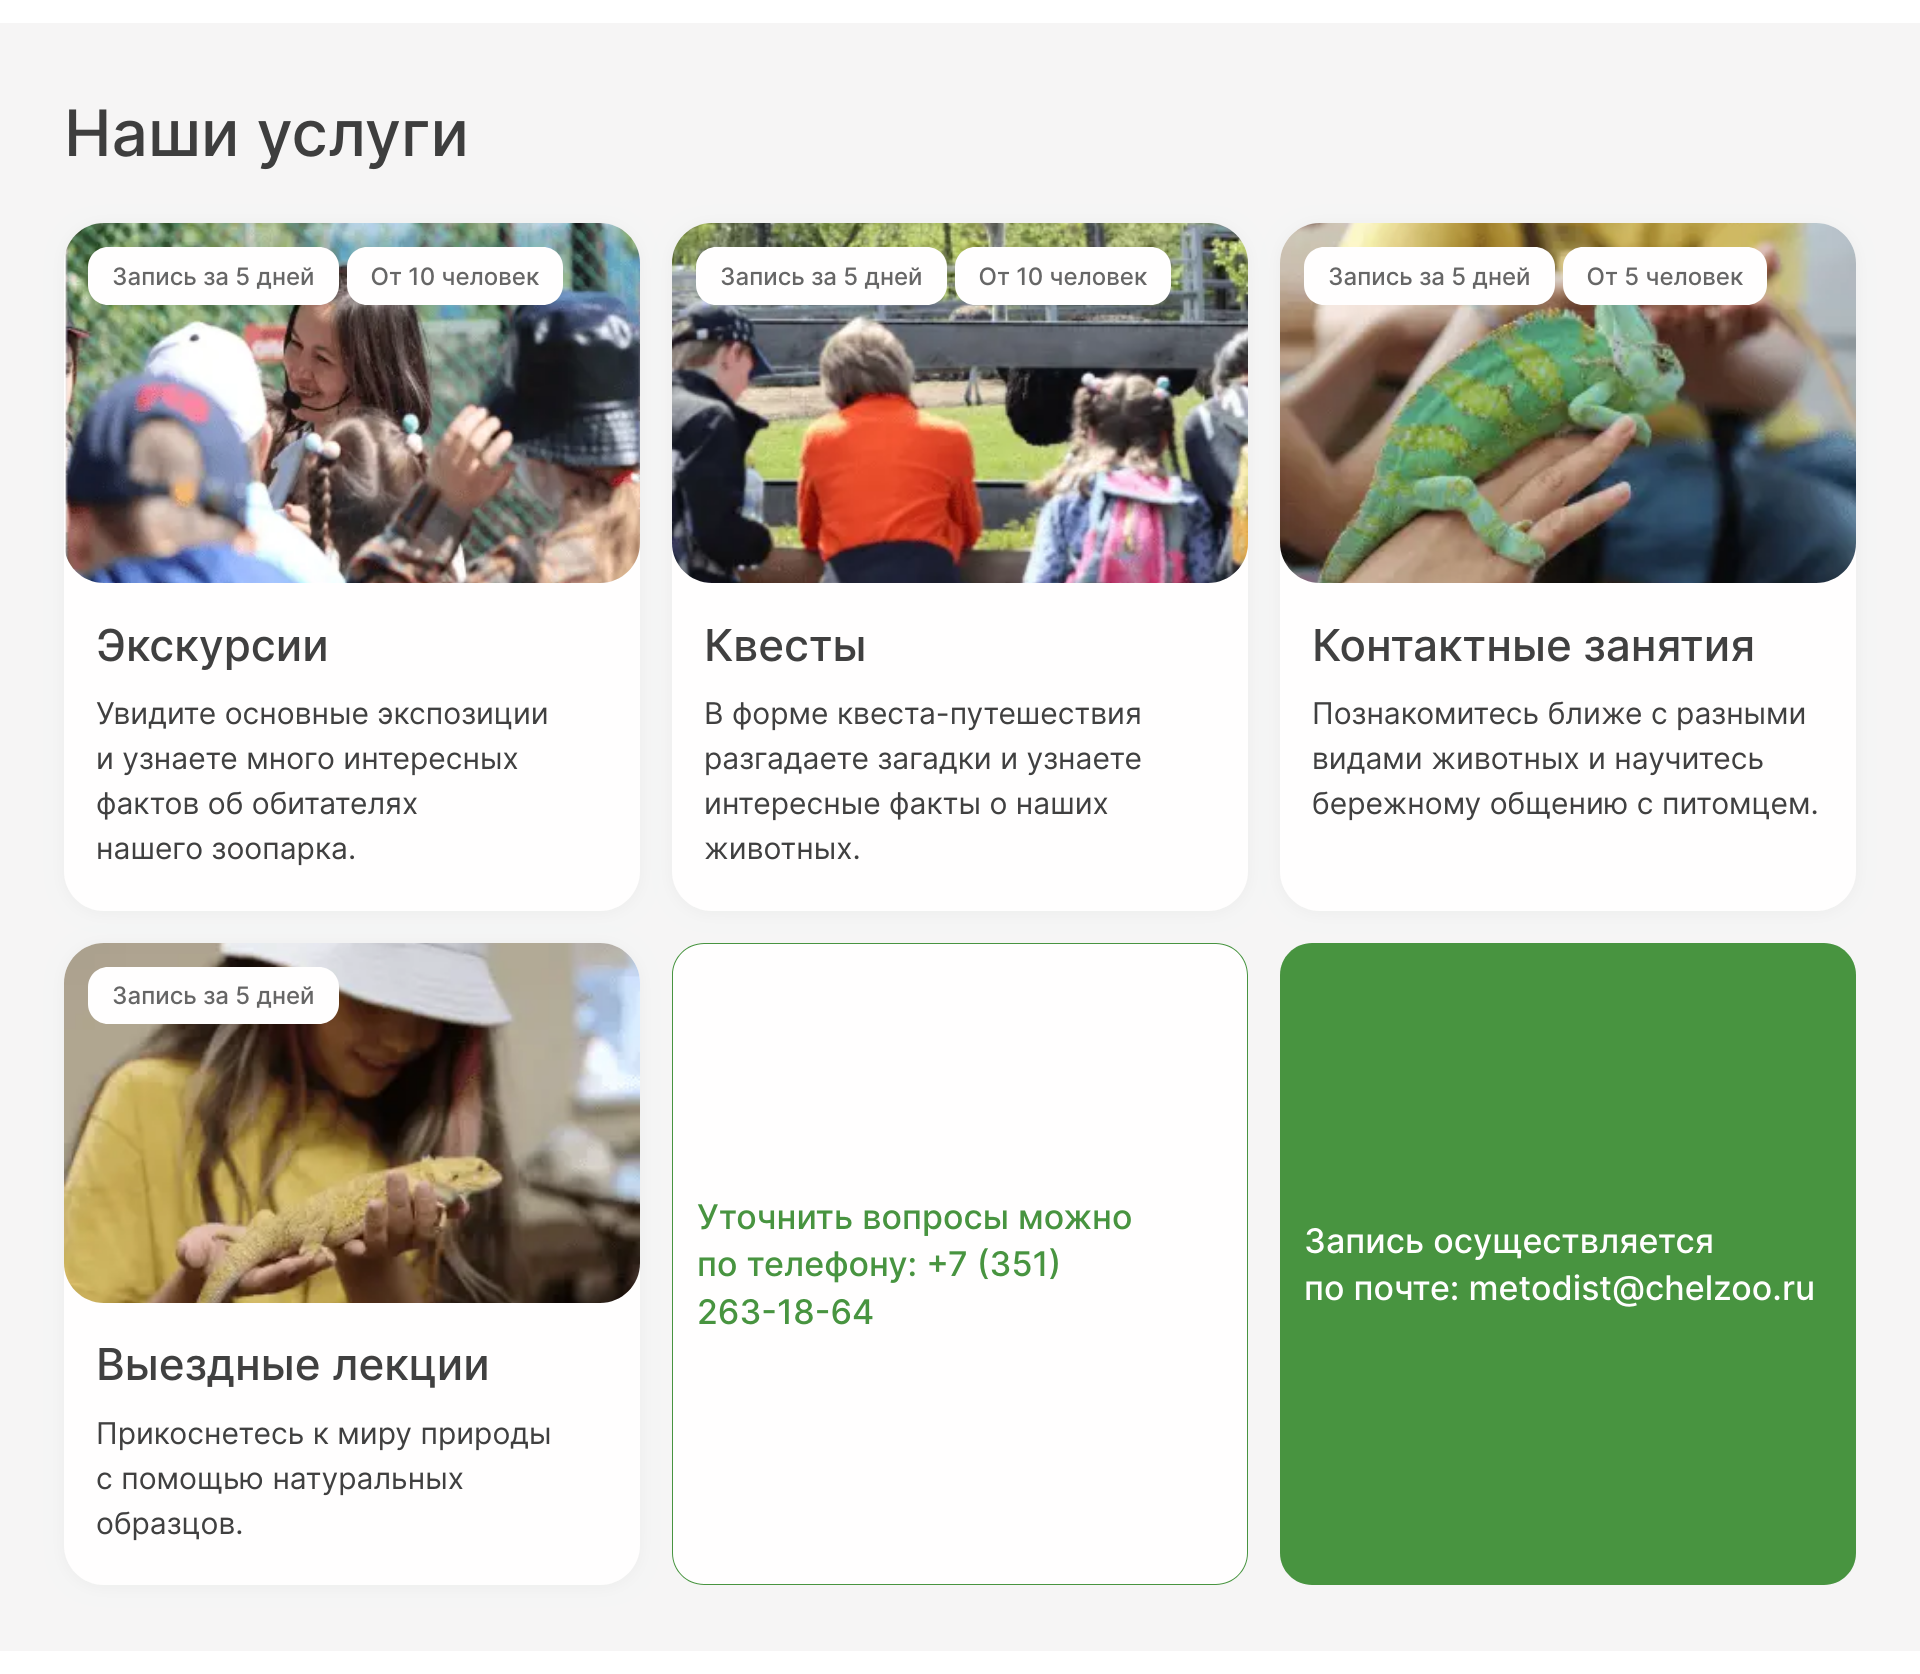 Наши услуги
Запись за 5 дней
От 10 человек
Экскурсии
Увидите основные экспозиции
и узнаете много интересных
фактов об обитателях
нашего зоопарка.
Запись за 5 дней
От 10 человек
Квесты
В форме квеста-путешествия
разгадаете загадки и узнаете
интересные факты о наших
животных.
Запись за 5 дней
От 5 человек
Контактные занятия
Познакомитесь ближе с разными
видами животных и научитесь
бережному общению с питомцем.
Запись за 5 дней
Выездные лекции
Прикоснетесь к миру природы
с помощью натуральных
образцов.
Уточнить вопросы можно
по телефону: +7 (351)
263-18-64
Запись осуществляется
по почте: metodist@chelzoo.ru